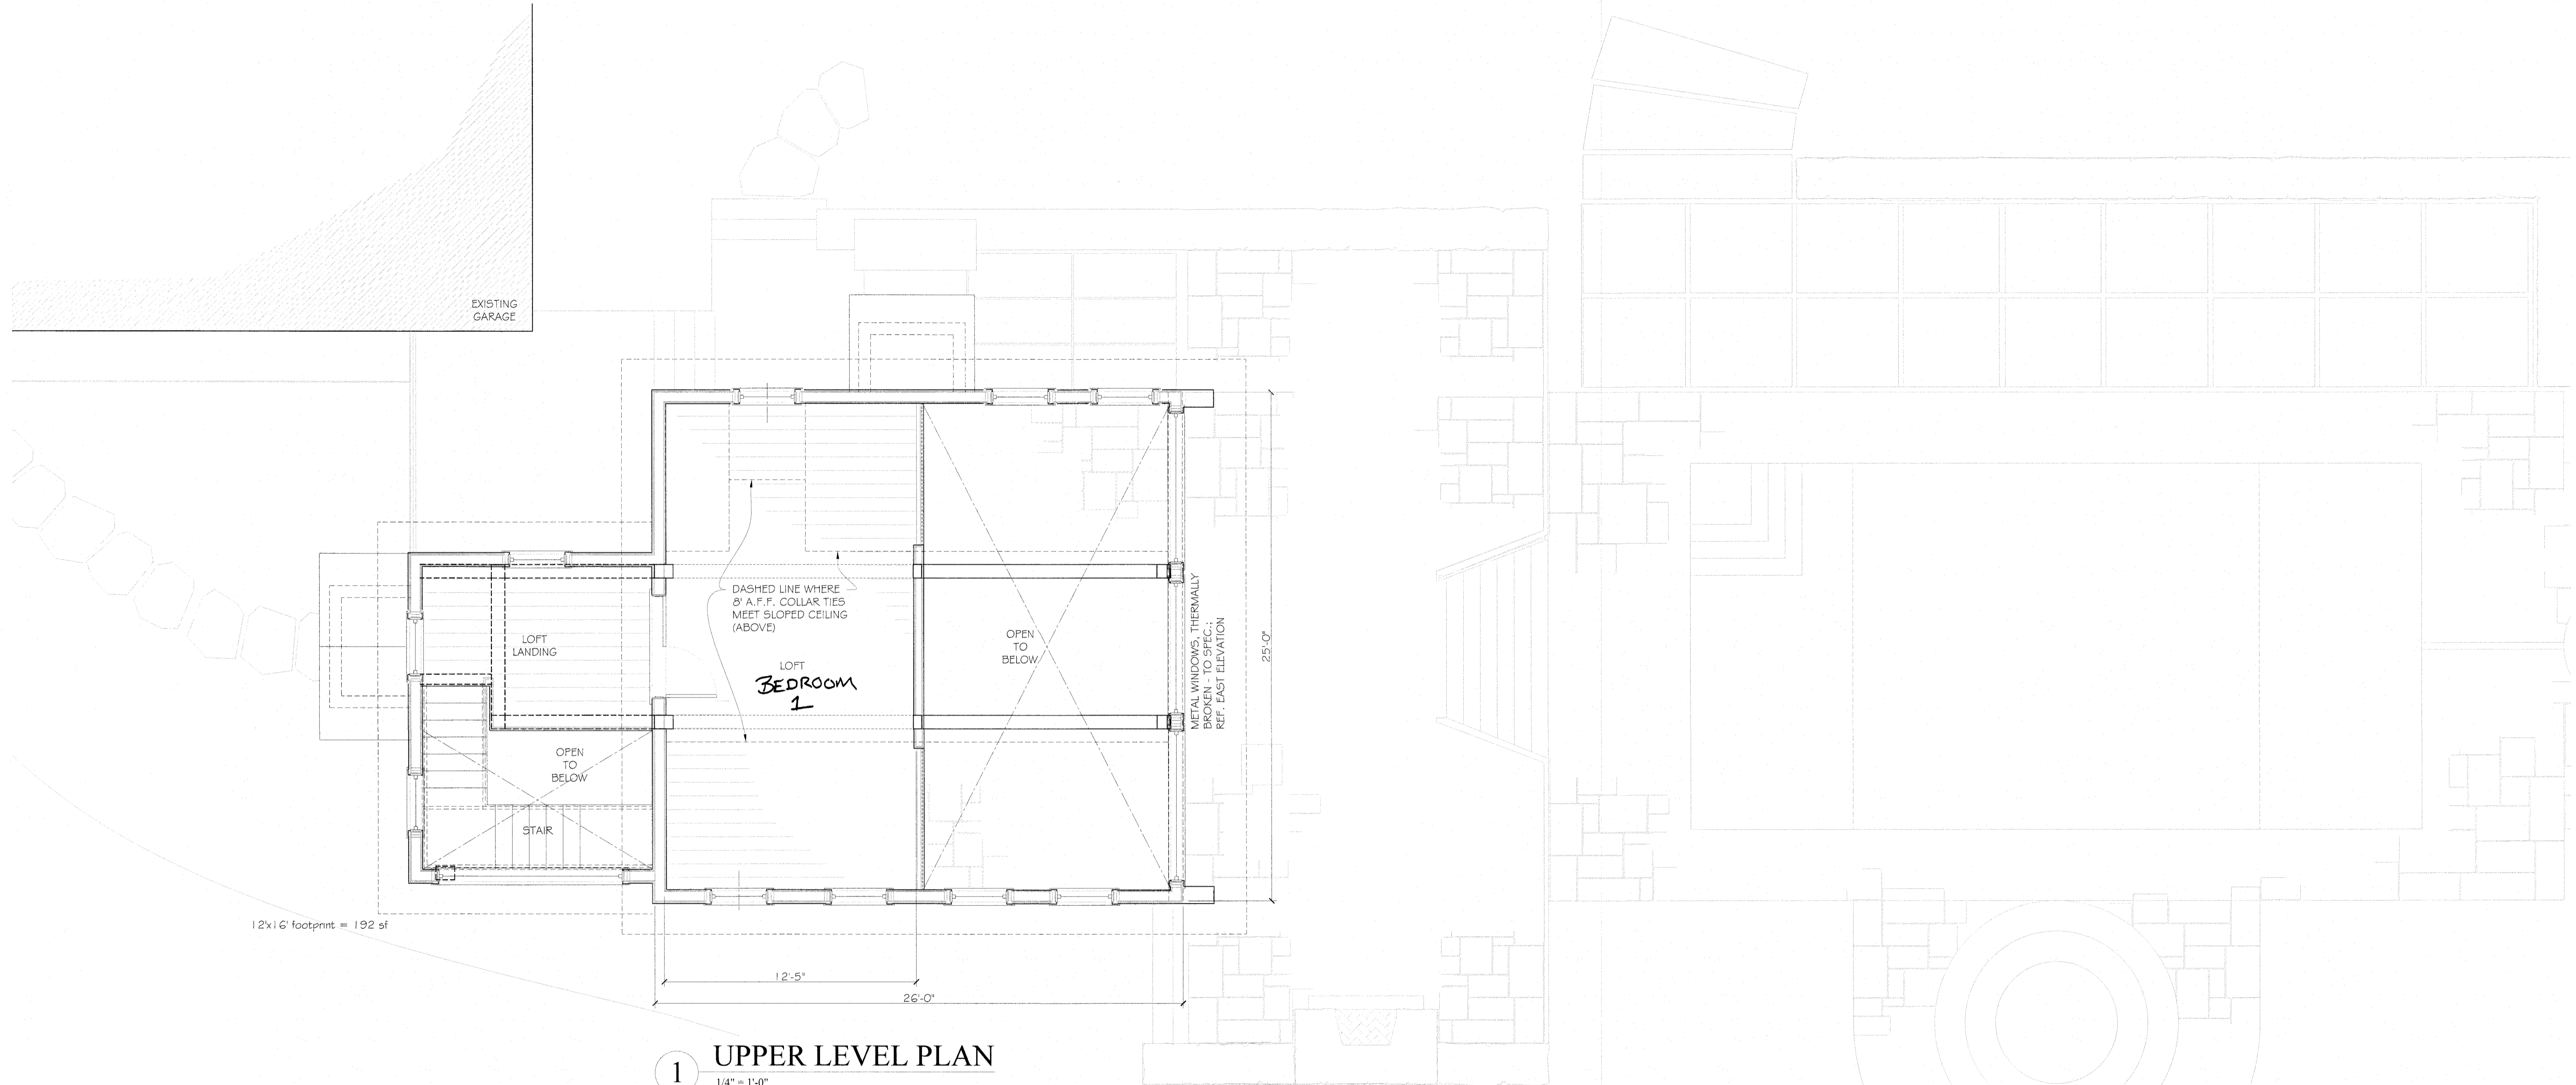 EXISTING
GARAGE
DASHED LINE WHERE
8' A.F.F. COLLAR TIES
MEET SLOPED CEILING
(ABOVE)
LOFT
LANDING
LOFT
BEDROOM
1
OPEN
TO
BELOW
METAL WINDOWS, THERMALLY
BROKEN - TO SPEC.;
REF. EAST ELEVATION
25'-0"
OPEN
TO
BELOW
STAIR
12'x16' footprint = 192 sf
12'-5"
26'-0"
1
UPPER LEVEL PLAN
1/4" = 1'-0"